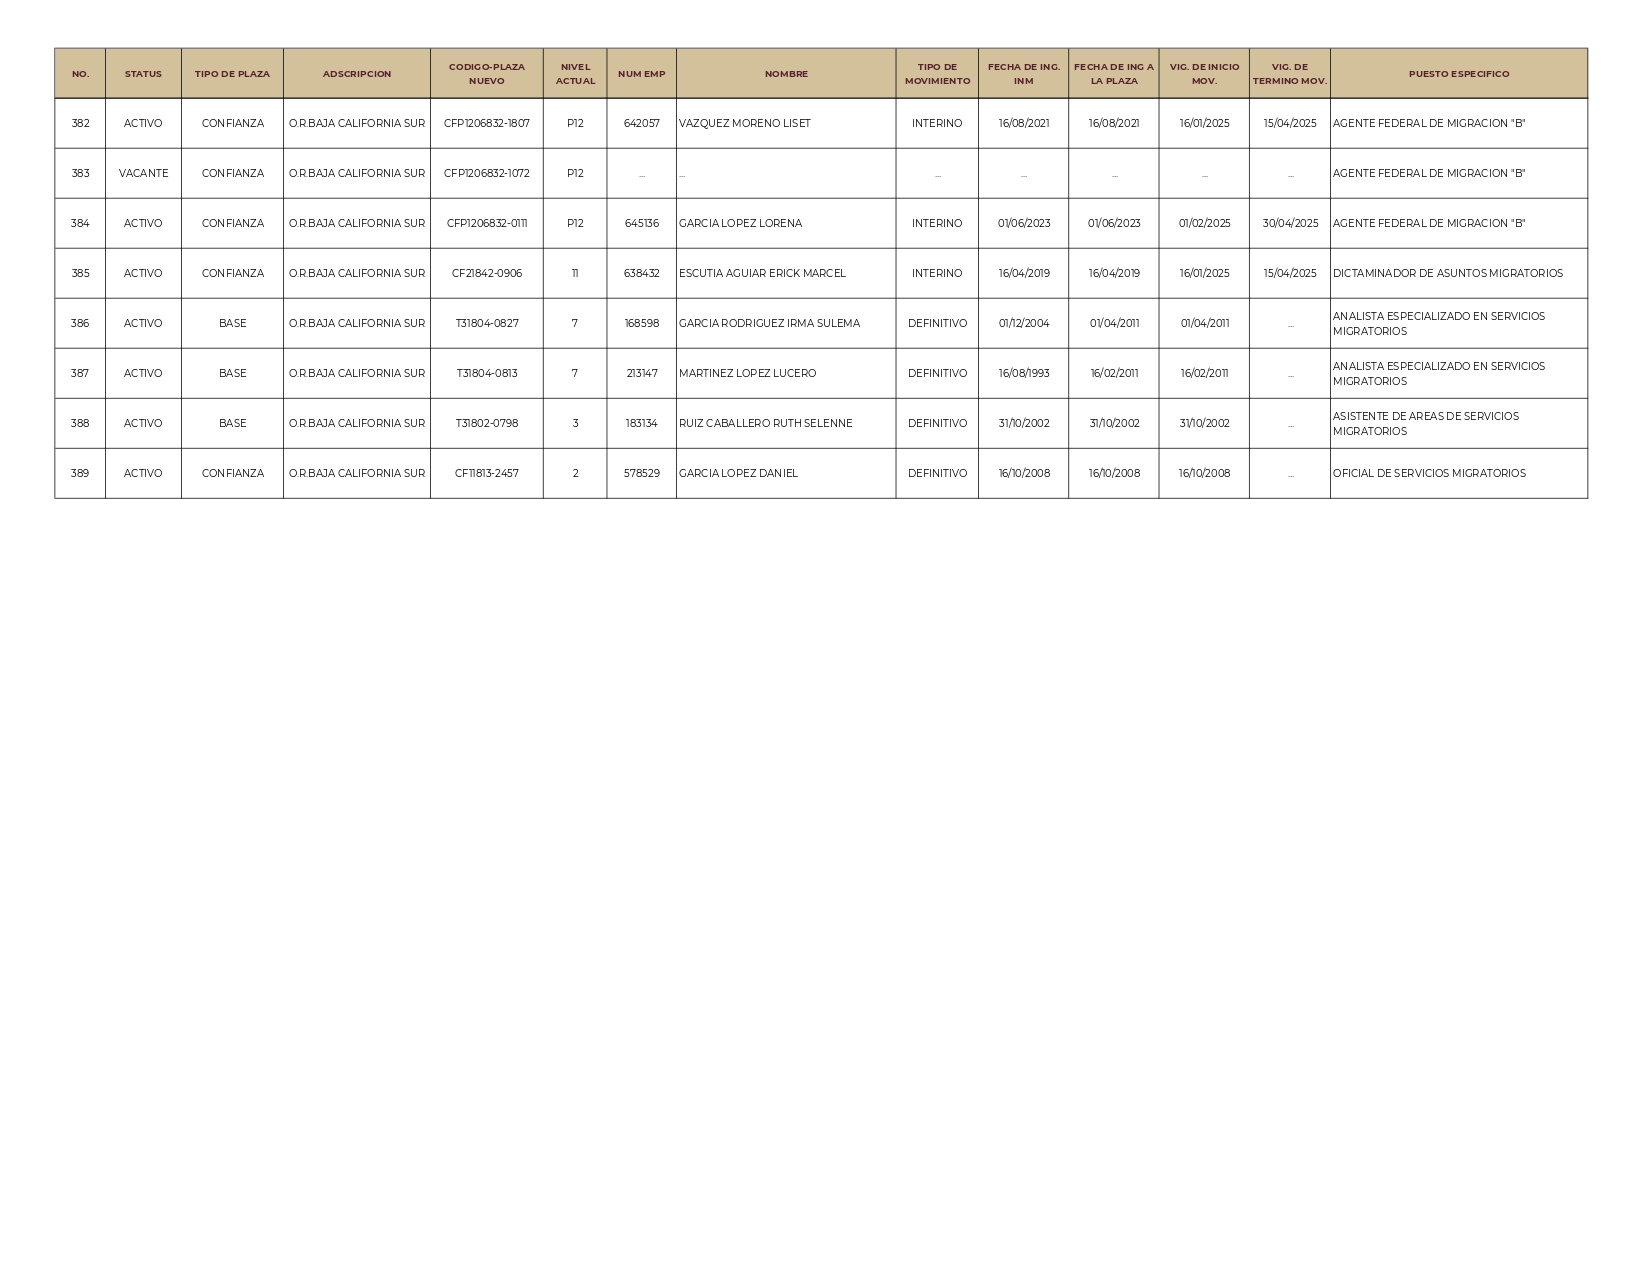 NO. STATUS TIPO DE PLAZA ADSCRIPCION CODIGO-PLAZA NUEVO NIVEL ACTUAL NUM EMP NOMBRE TIPO DE MOVIMIENTO FECHA DE ING. INM FECHA DE ING A LA PLAZA VIG. DE INICIO MOV. VIG. DE TERMINO MOV. PUESTO ESPECIFICO
382 ACTIVO CONFIANZA O.R.BAJA CALIFORNIA SUR CFP1206832-1807 P12 642057 VAZQUEZ MORENO LISET INTERINO 16/08/2021 16/08/2021 16/01/2025 15/04/2025 AGENTE FEDERAL DE MIGRACION "B"
383 VACANTE CONFIANZA O.R.BAJA CALIFORNIA SUR CFP1206832-1072 P12 ... ... ... ... ... ... ... AGENTE FEDERAL DE MIGRACION "B"
384 ACTIVO CONFIANZA O.R.BAJA CALIFORNIA SUR CFP1206832-0111 P12 645136 GARCIA LOPEZ LORENA INTERINO 01/06/2023 01/06/2023 01/02/2025 30/04/2025 AGENTE FEDERAL DE MIGRACION "B"
385 ACTIVO CONFIANZA O.R.BAJA CALIFORNIA SUR CF21842-0906 11 638432 ESCUTIA AGUIAR ERICK MARCEL INTERINO 16/04/2019 16/04/2019 16/01/2025 15/04/2025 DICTAMINADOR DE ASUNTOS MIGRATORIOS
386 ACTIVO BASE O.R.BAJA CALIFORNIA SUR T31804-0827 7 168598 GARCIA RODRIGUEZ IRMA SULEMA DEFINITIVO 01/12/2004 01/04/2011 01/04/2011 ... ANALISTA ESPECIALIZADO EN SERVICIOS MIGRATORIOS
387 ACTIVO BASE O.R.BAJA CALIFORNIA SUR T31804-0813 7 213147 MARTINEZ LOPEZ LUCERO DEFINITIVO 16/08/1993 16/02/2011 16/02/2011 ... ANALISTA ESPECIALIZADO EN SERVICIOS MIGRATORIOS
388 ACTIVO BASE O.R.BAJA CALIFORNIA SUR T31802-0798 3 183134 RUIZ CABALLERO RUTH SELENNE DEFINITIVO 31/10/2002 31/10/2002 31/10/2002 ... ASISTENTE DE AREAS DE SERVICIOS MIGRATORIOS
389 ACTIVO CONFIANZA O.R.BAJA CALIFORNIA SUR CF11813-2457 2 578529 GARCIA LOPEZ DANIEL DEFINITIVO 16/10/2008 16/10/2008 16/10/2008 ... OFICIAL DE SERVICIOS MIGRATORIOS